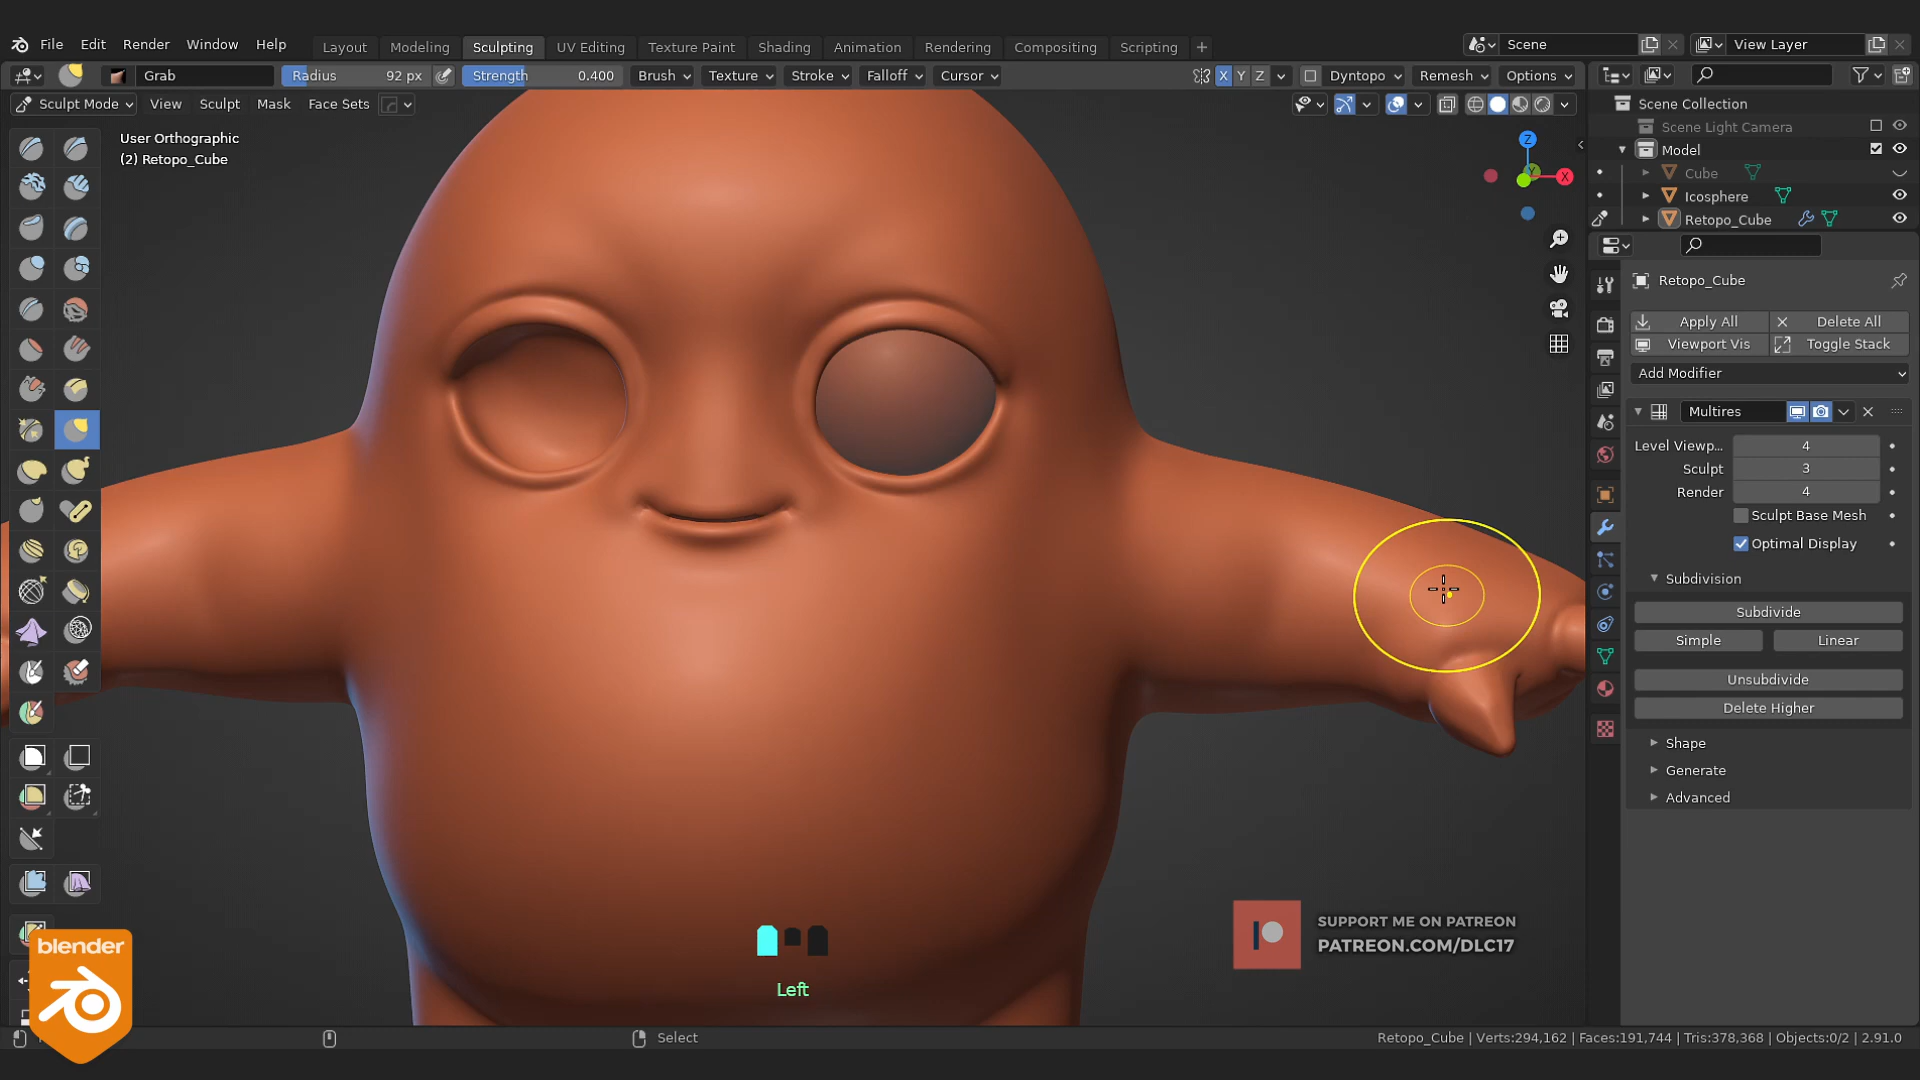 File Edit Render Window Help Layout Modeling Sculpting UV Editing Texture Paint Shading Animation Rendering Compositing Scripting + Scene View Layer
Grab Radius 92 px Strength 0.400 Brush Texture Stroke Falloff Cursor X Y Z Dyntopo Remesh Options
Sculpt Mode View Sculpt Mask Face Sets
User Orthographic
(2) Retopo_Cube
Z
X
Scene Collection
Scene Light Camera
Model
Cube
Icosphere
Retopo_Cube
Retopo_Cube
Apply All Delete All
Viewport Vis Toggle Stack
Add Modifier
Multires
Level Viewp... 4
Sculpt 3
Render 4
Sculpt Base Mesh
Optimal Display
Subdivision
Subdivide
Simple Linear
Unsubdivide
Delete Higher
Shape
Generate
Advanced
SUPPORT ME ON PATREON
PATREON.COM/DLC17
Left
blender
Select
Retopo_Cube | Verts:294,162 | Faces:191,744 | Tris:378,368 | Objects:0/2 | 2.91.0